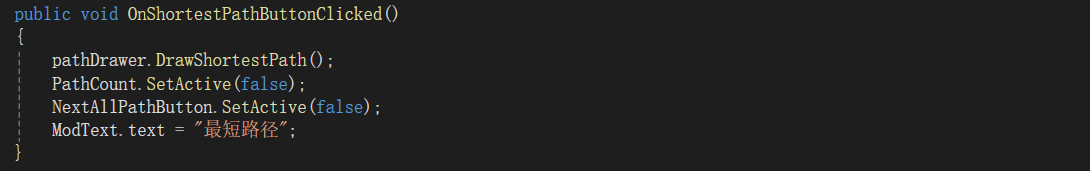 public void OnShortestPathButtonClicked()
{
pathDrawer.DrawShortestPath();
PathCount.SetActive(false);
NextAllPathButton.SetActive(false);
ModText.text = "最短路径";
}